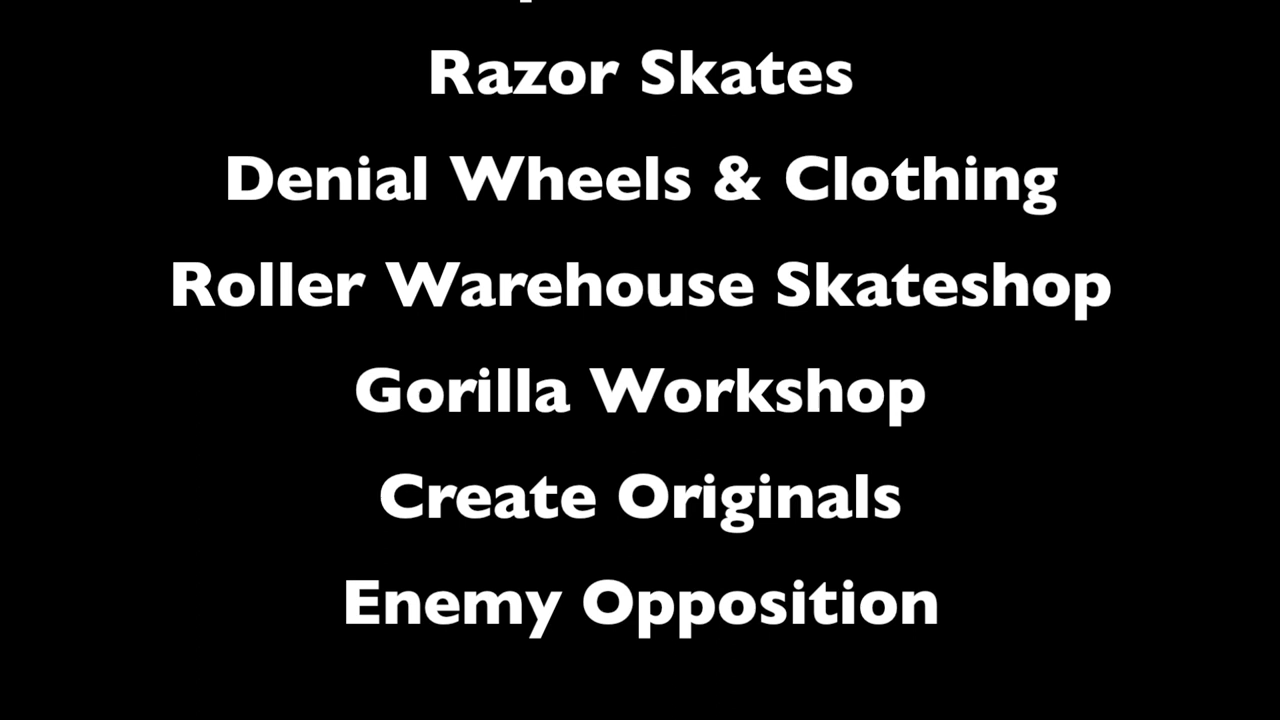 Razor Skates
Denial Wheels & Clothing
Roller Warehouse Skateshop
Gorilla Workshop
Create Originals
Enemy Opposition